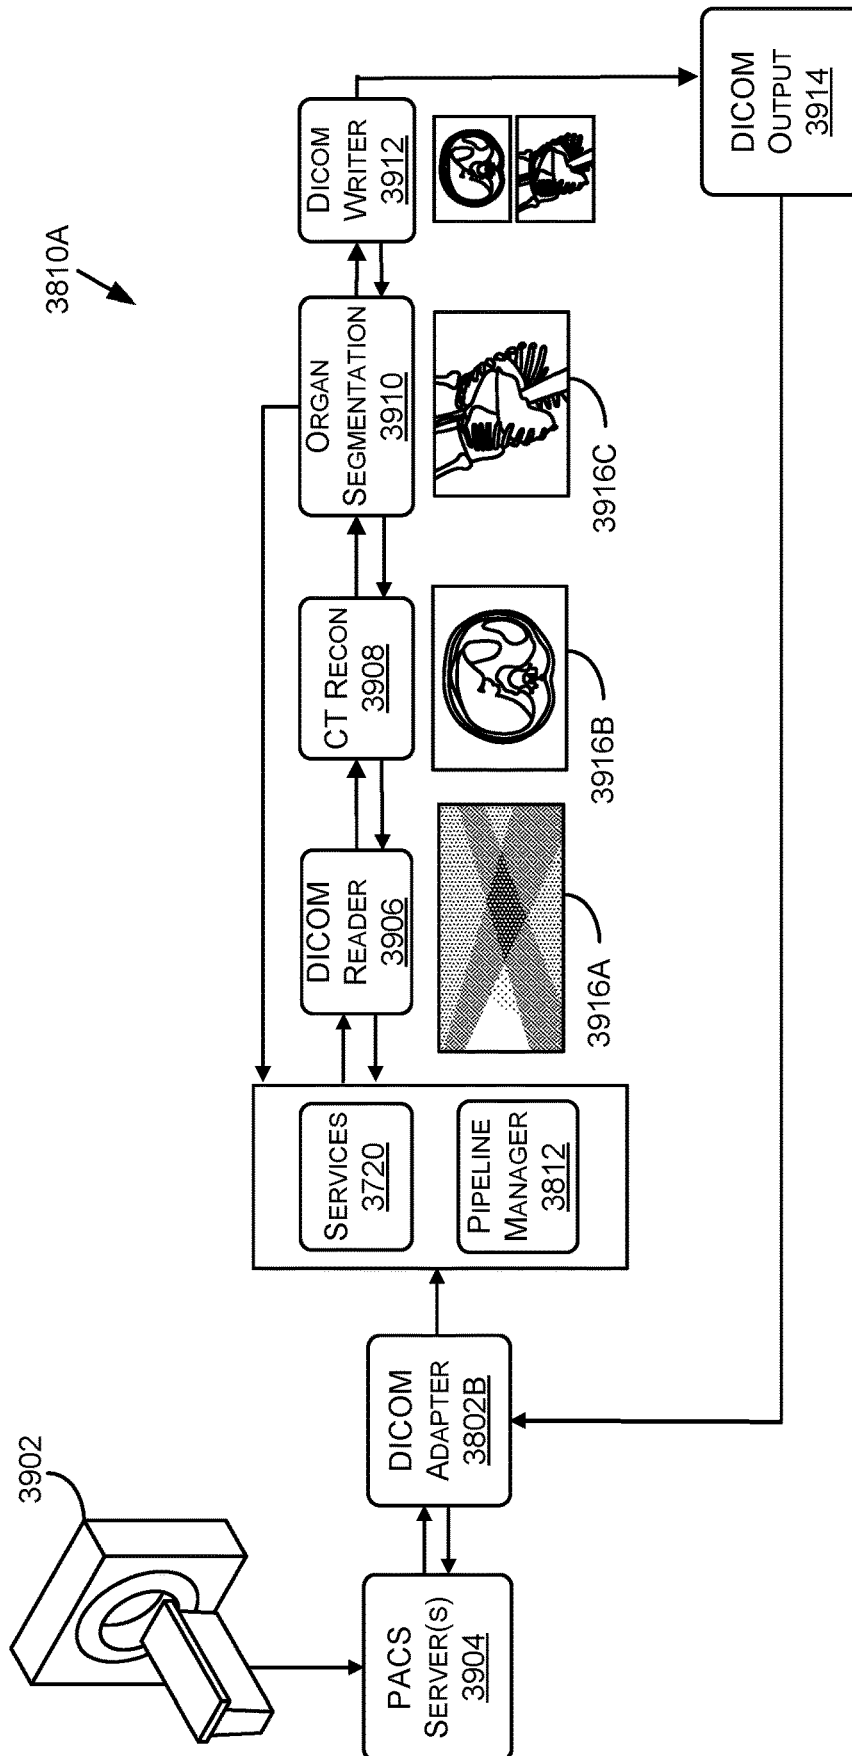 3810A
3902
PACS
SERVER(S)
3904
DICOM
ADAPTER
3802B
SERVICES
3720
PIPELINE
MANAGER
3812
DICOM
READER
3906
CT RECON
3908
ORGAN
SEGMENTATION
3910
DICOM
WRITER
3912
3916A
3916B
3916C
DICOM
OUTPUT
3914